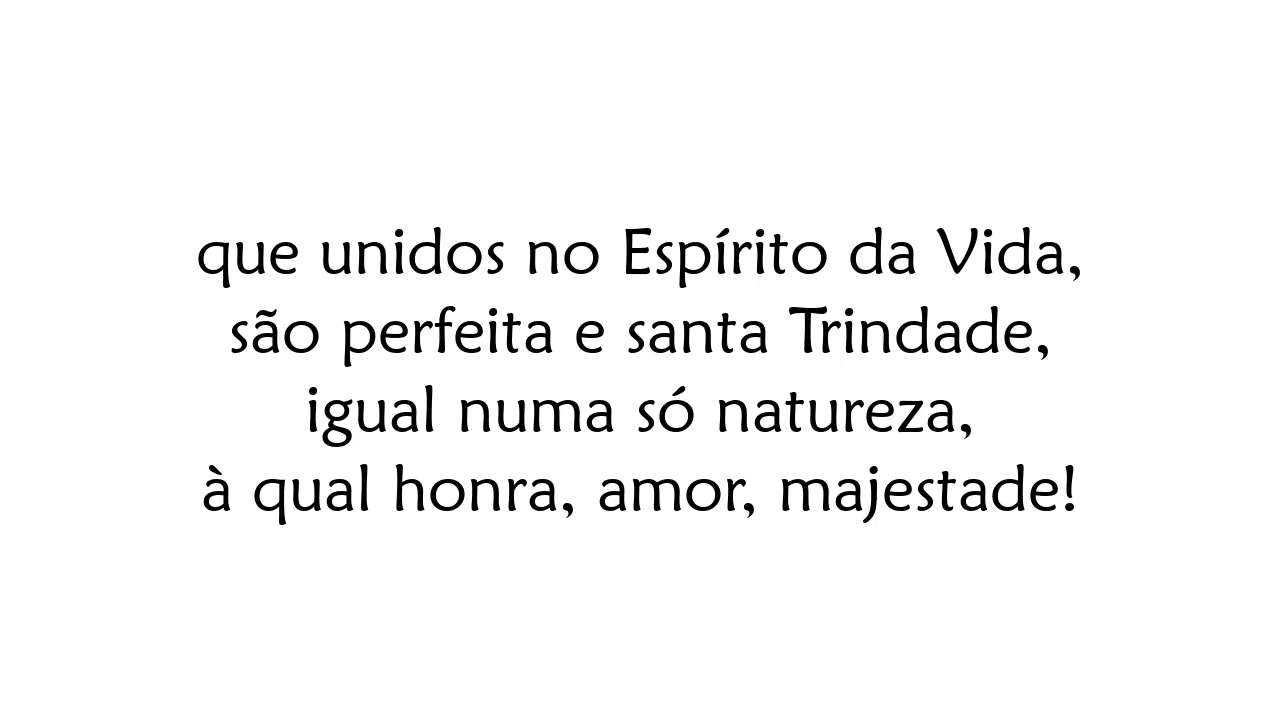 que unidos no Espírito da Vida,
são perfeita e santa Trindade,
igual numa só natureza,
à qual honra, amor, majestade!